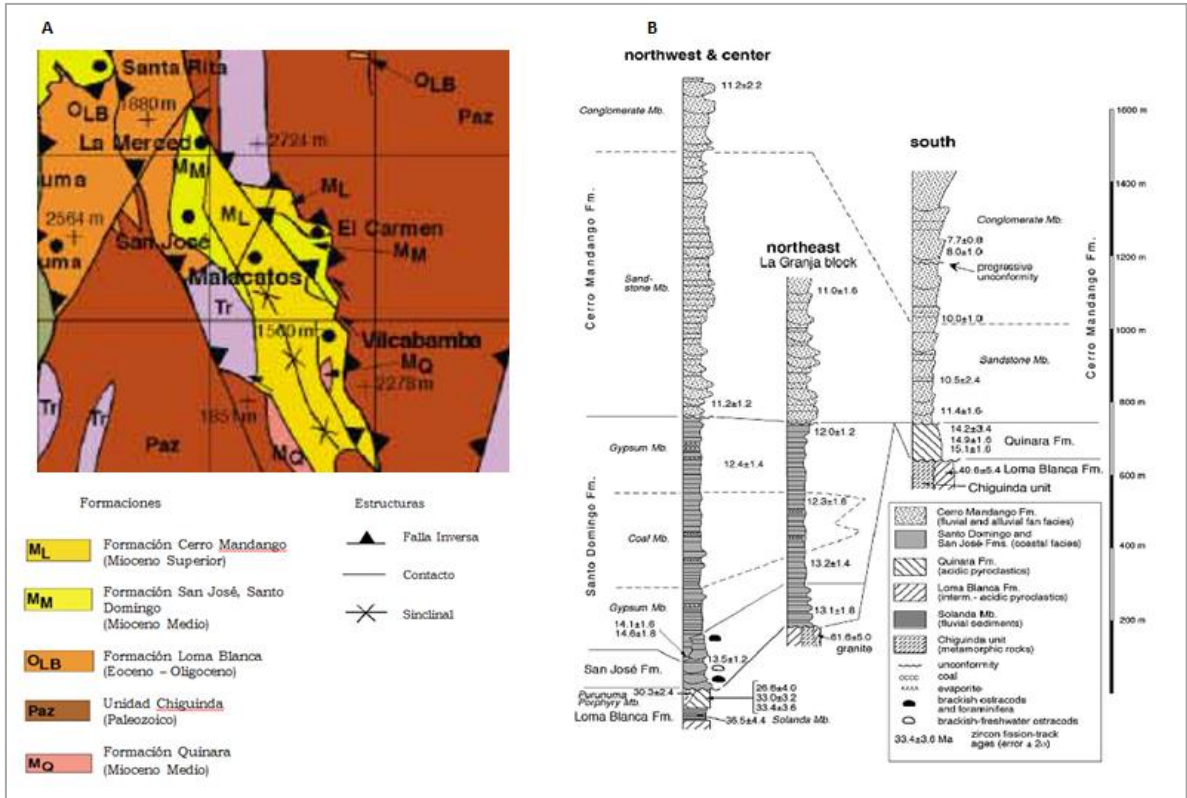 A
Santa Rita
OLB
1880 m
OLB
Paz
La Merced
2724 m
MM
ML
uma
ML
2564 m
El Carmen
San José
MM
uma
Malacatos
Tr
1560 m
Vilcabamba
MQ
2278 m
Tr
Tr
1851 m
Paz
MQ
Formaciones
ML
Formación Cerro Mandango
(Mioceno Superior)
MM
Formación San José, Santo
Domingo
(Mioceno Medio)
OLB
Formación Loma Blanca
(Eoceno – Oligoceno)
Paz
Unidad Chiguinda
(Paleozoico)
MQ
Formación Quinara
(Mioceno Medio)
Estructuras
Falla Inversa
Contacto
Sinclinal
B
northwest & center
11.2±2.2
Conglomerate Mb.
Cerro Mandango Fm.
Sand-
stone Mb.
11.2±1.2
Gypsum Mb.
12.4±1.4
Santo Domingo Fm.
Coal Mb.
Gypsum Mb.
14.1±1.6
14.6±1.8
13.5±1.2
San José Fm.
Purunuma
Porphyry Mb.
30.3±2.4
26.6±4.0
33.0±3.2
33.4±3.6
Loma Blanca Fm.
36.5±4.4
Solanda Mb.
northeast
La Granja block
11.0±1.6
12.0±1.2
12.3±1.6
13.2±1.4
13.1±1.8
61.6±5.0
granite
south
Conglomerate Mb.
7.7±0.8
8.0±1.0
progressive
unconformity
10.0±1.0
Sandstone Mb.
10.5±2.4
11.4±1.6
14.2±3.4
14.9±1.6
15.1±1.6
Quinara Fm.
40.6±5.4
Loma Blanca Fm.
Chiguinda unit
Cerro Mandango Fm.
1600 m
1400 m
1200 m
1000 m
800 m
600 m
400 m
200 m
Cerro Mandango Fm.
(fluvial and alluvial fan facies)
Santo Domingo and
San José Fms. (coastal facies)
Quinara Fm.
(acidic pyroclastics)
Loma Blanca Fm.
(interm.- acidic pyroclastics)
Solanda Mb.
(fluvial sediments)
Chiguinda unit
(metamorphic rocks)
unconformity
coal
evaporite
brackish ostracods
and foraminifera
brackish-freshwater ostracods
33.4±3.6 Ma
zircon fission-track
ages (error ± 2σ)